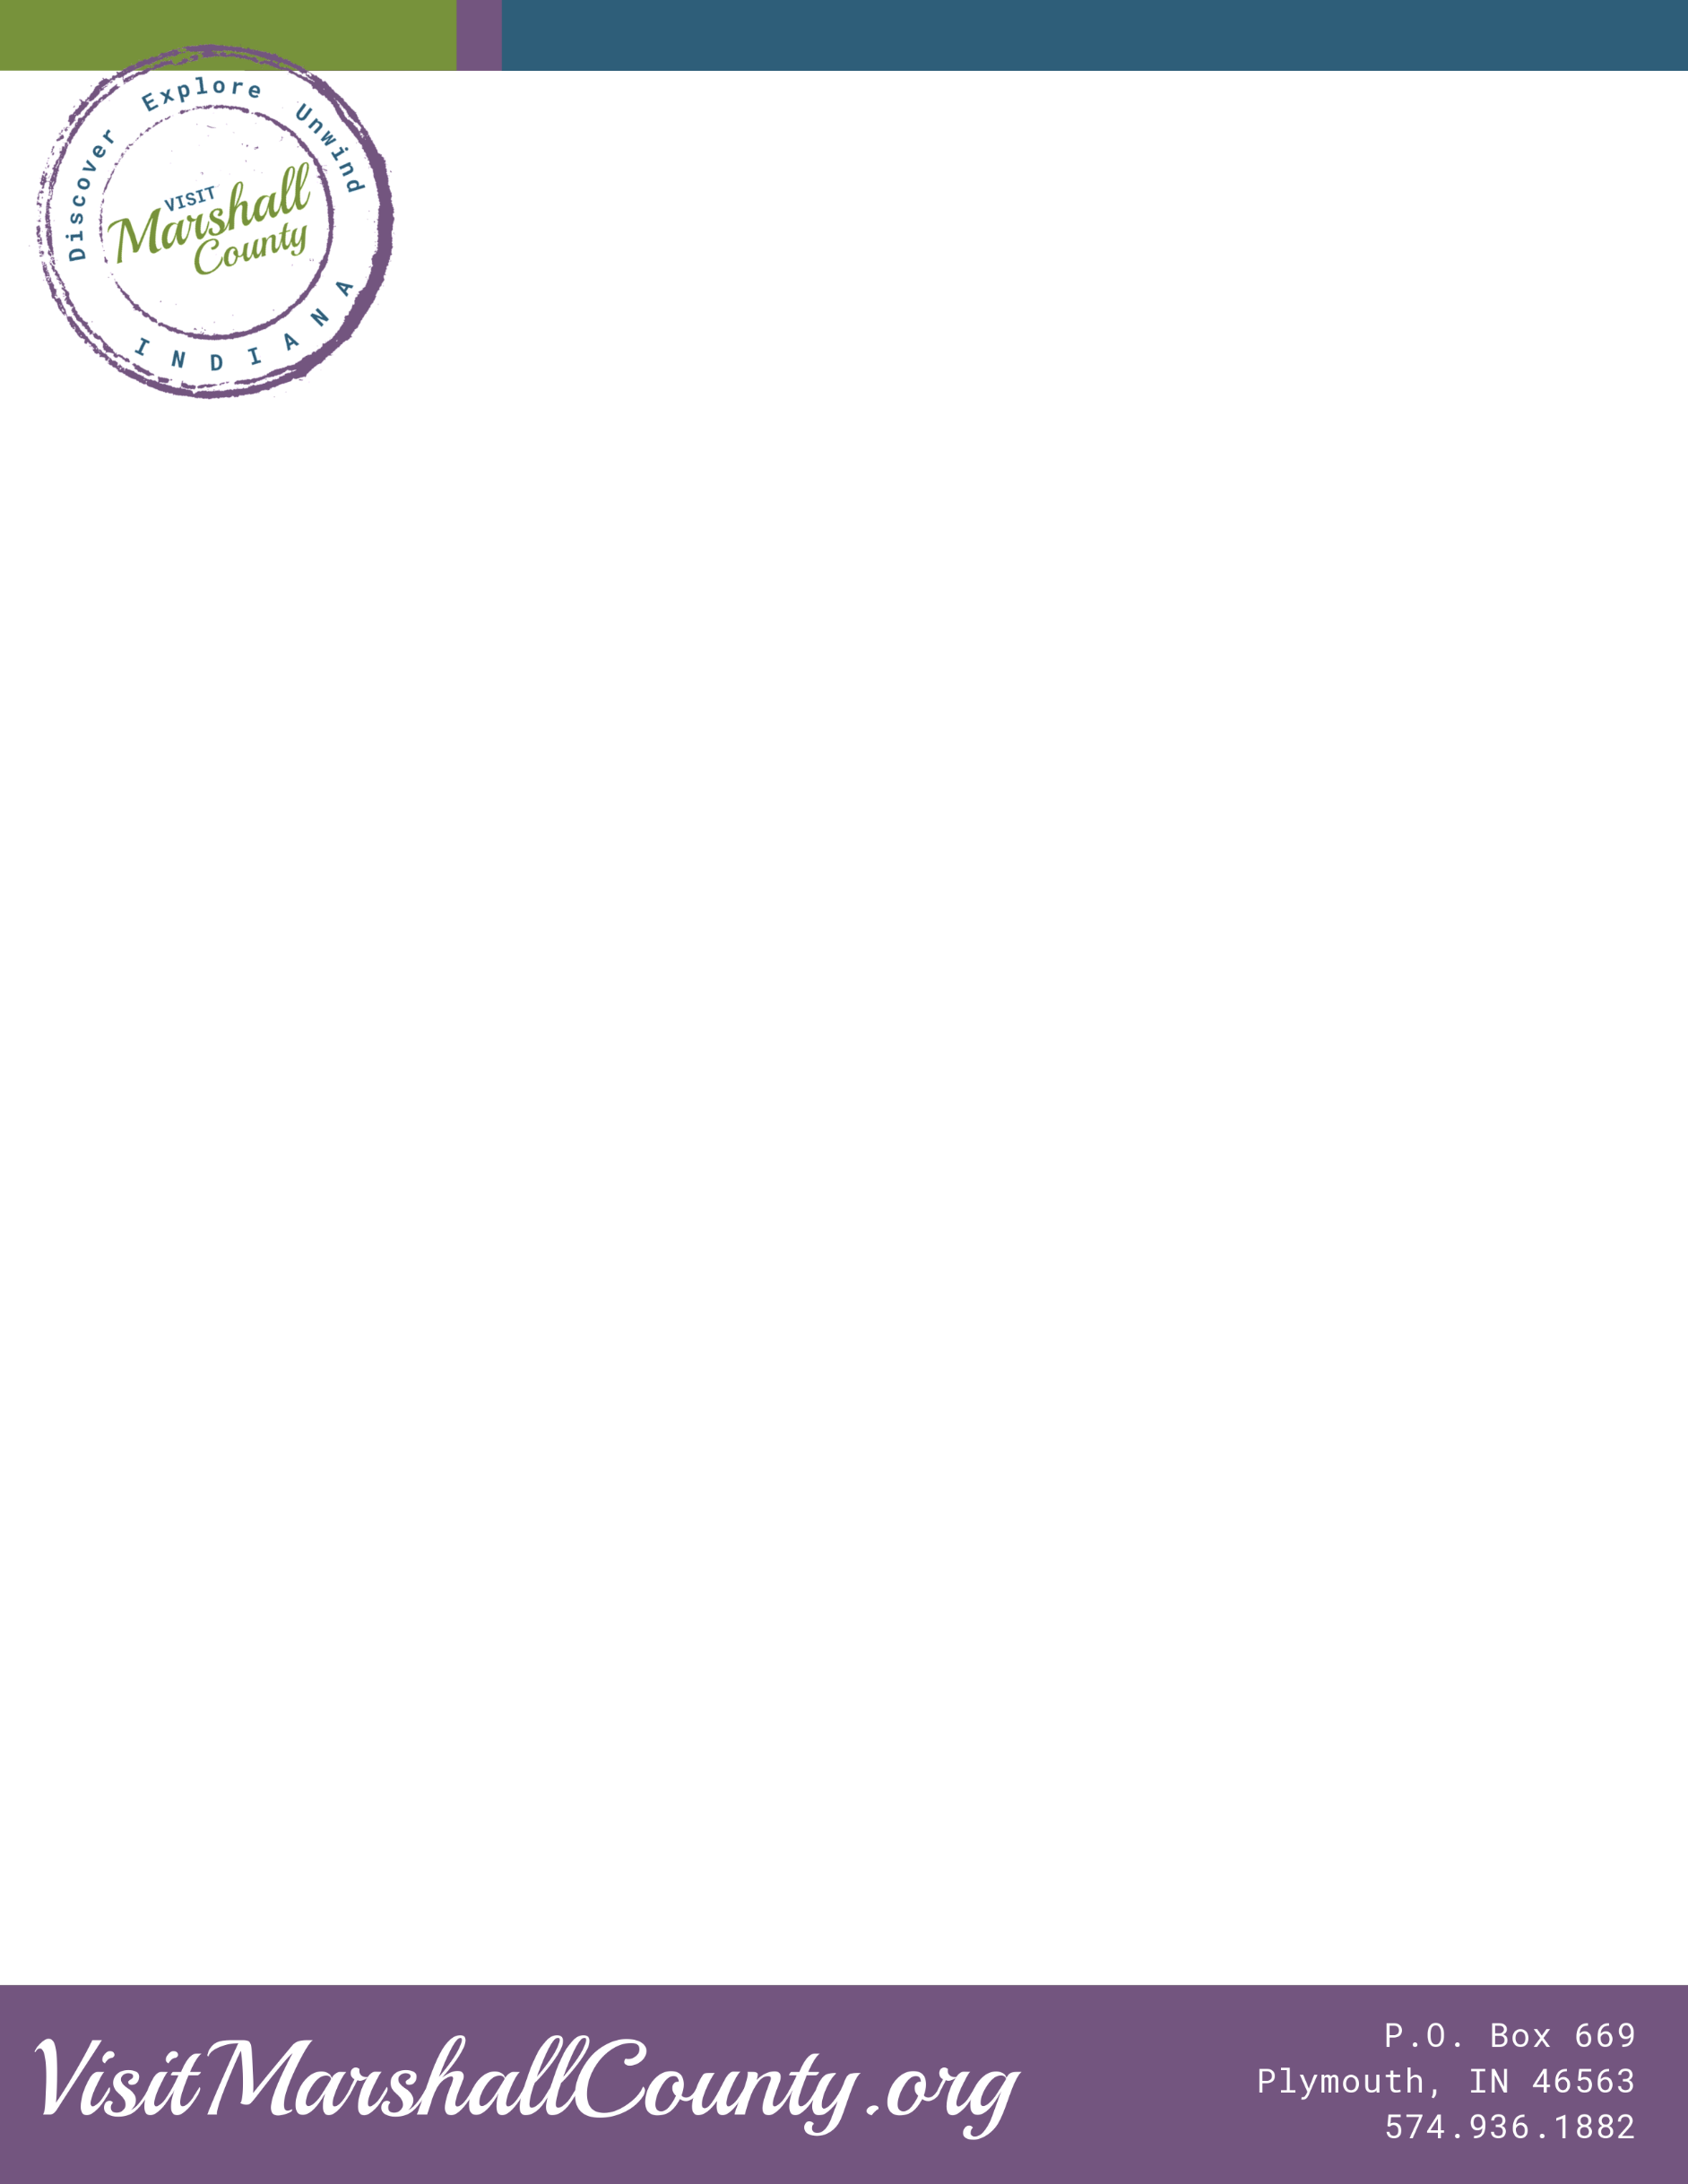 Discover Explore Unwind
VISIT
Marshall
County
INDIANA
VisitMarshallCounty.org
P.O. Box 669
Plymouth, IN 46563
574.936.1882